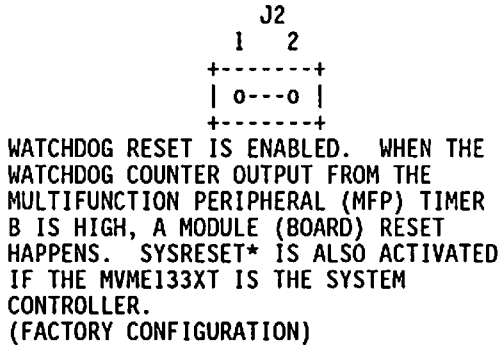 J2
1 2
+-------+
| o---o |
+-------+
WATCHDOG RESET IS ENABLED. WHEN THE
WATCHDOG COUNTER OUTPUT FROM THE
MULTIFUNCTION PERIPHERAL (MFP) TIMER
B IS HIGH, A MODULE (BOARD) RESET
HAPPENS. SYSRESET* IS ALSO ACTIVATED
IF THE MVME133XT IS THE SYSTEM
CONTROLLER.
(FACTORY CONFIGURATION)